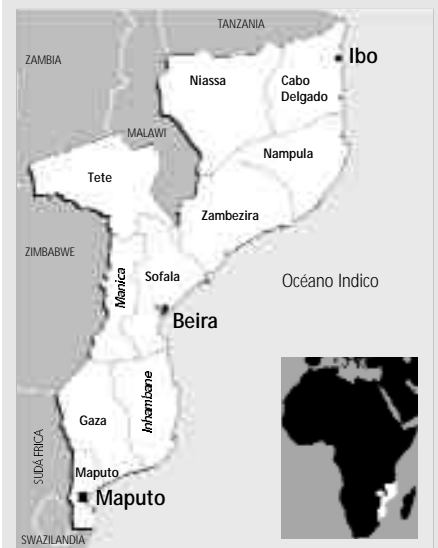 TANZANIA
ZAMBIA
Ibo
Niassa
Cabo
Delgado
MALAWI
Nampula
Tete
Zambezira
ZIMBABWE
Manica
Sofala
Océano Indico
Beira
Inhambane
Gaza
SUDÁFRICA
Maputo
Maputo
SWAZILANDIA